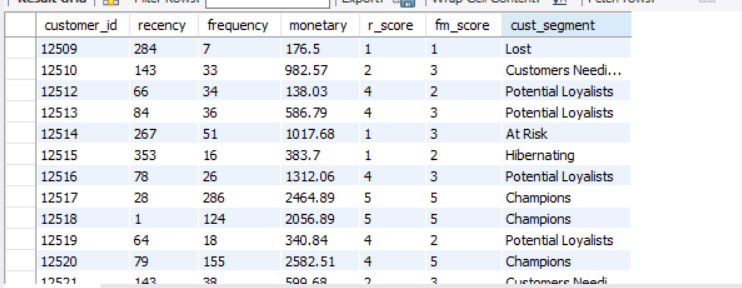 Result Grid Filter Rows: Export: Wrap Cell Content: Fetch rows:
customer_id recency frequency monetary r_score fm_score cust_segment
12509 284 7 176.5 1 1 Lost
12510 143 33 982.57 2 3 Customers Needi...
12512 66 34 138.03 4 2 Potential Loyalists
12513 84 36 586.79 4 3 Potential Loyalists
12514 267 51 1017.68 1 3 At Risk
12515 353 16 383.7 1 2 Hibernating
12516 78 26 1312.06 4 3 Potential Loyalists
12517 28 286 2464.89 5 5 Champions
12518 1 124 2056.89 5 5 Champions
12519 64 18 340.84 4 2 Potential Loyalists
12520 79 155 2582.51 4 5 Champions
12521 143 38 599.68 2 3 Customers Needi